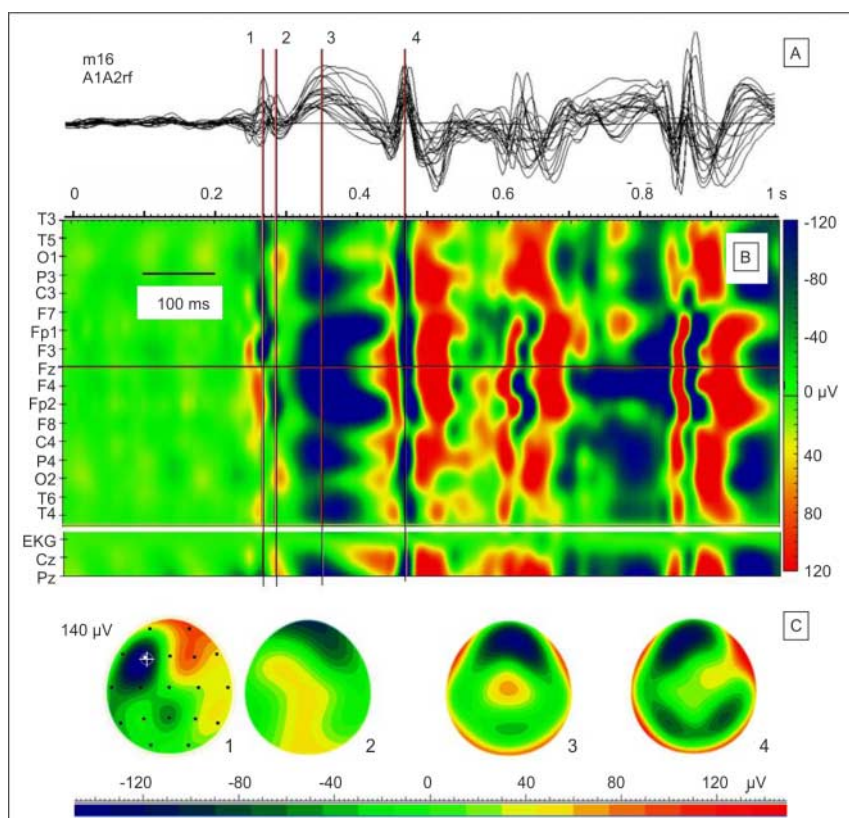 1 2 3 4 A
m16
A1A2rf
0 0.2 0.4 0.6 0.8 1 s
T3
T5
O1
P3
C3
F7
Fp1
F3
Fz
F4
Fp2
F8
C4
P4
O2
T6
T4
EKG
Cz
Pz
B
100 ms
-120
-80
-40
0 µV
40
80
120
C
140 µV
1 2 3 4
-120 -80 -40 0 40 80 120 µV